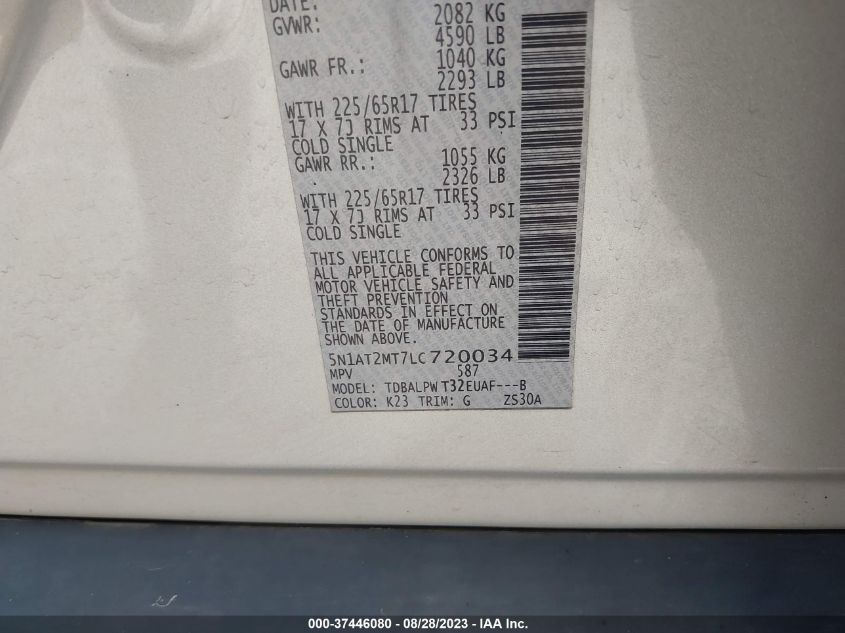 DATE:
GVWR: 2082 KG
4590 LB
GAWR FR.: 1040 KG
2293 LB
WITH 225/65R17 TIRES
17 X 7J RIMS AT 33 PSI
COLD SINGLE
GAWR RR.: 1055 KG
2326 LB
WITH 225/65R17 TIRES
17 X 7J RIMS AT 33 PSI
COLD SINGLE
THIS VEHICLE CONFORMS TO
ALL APPLICABLE FEDERAL
MOTOR VEHICLE SAFETY AND
THEFT PREVENTION
STANDARDS IN EFFECT ON
THE DATE OF MANUFACTURE
SHOWN ABOVE.
5N1AT2MT7LC720034
MPV 587
MODEL: TDBALPW T32EUAF---B
COLOR: K23 TRIM: G ZS30A
000-37446080 - 08/28/2023 - IAA Inc.